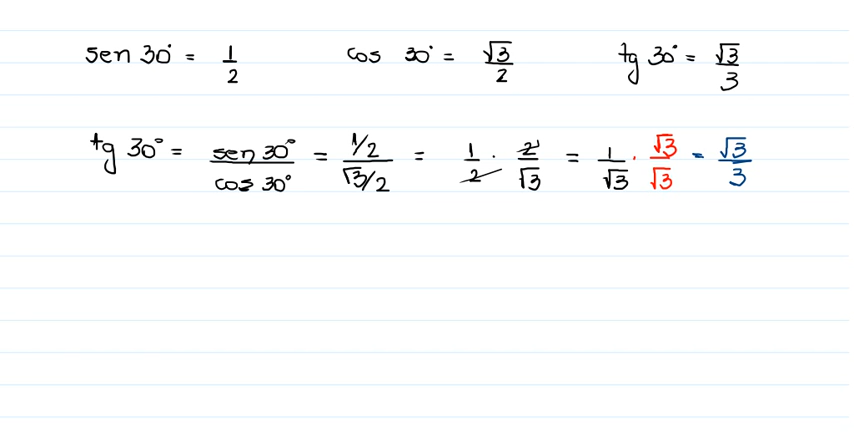 sen 30° = 1/2 cos 30° = √3/2 tg 30° = √3/3
tg 30° = sen 30°/cos 30° = 1/2/√3/2 = 1/2 · 2/√3 = 1/√3 · √3/√3 = √3/3